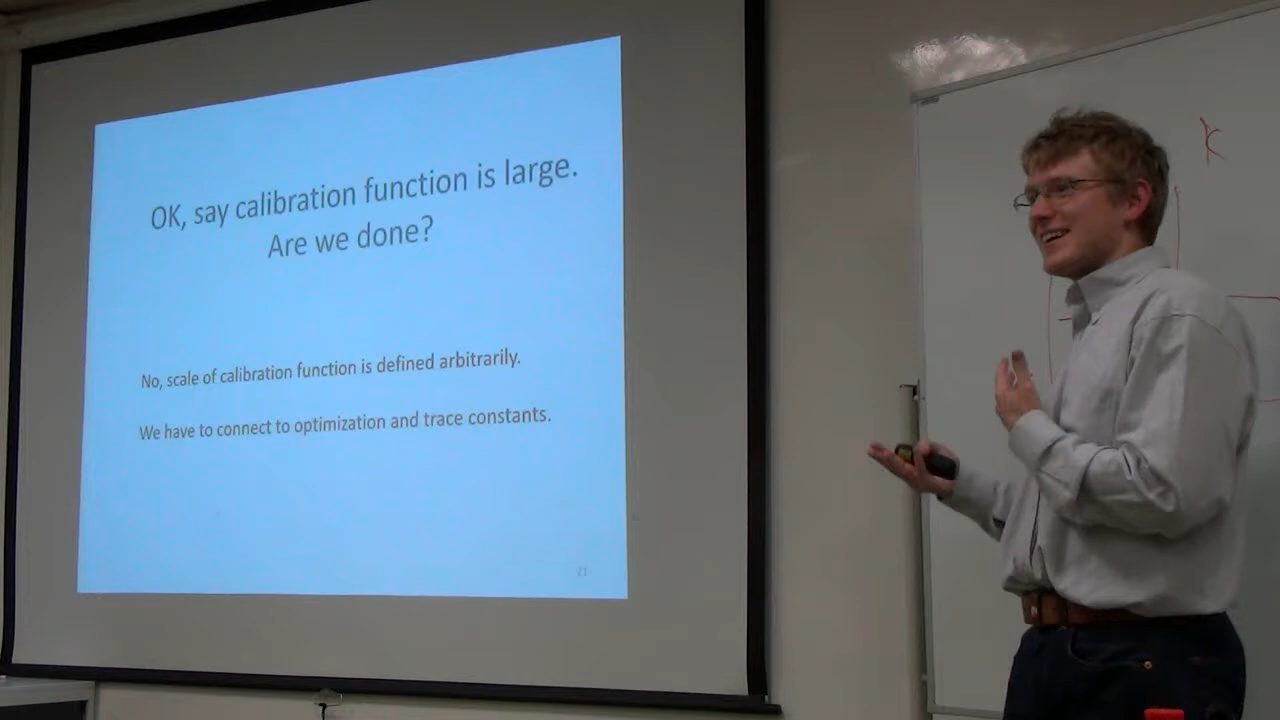 OK, say calibration function is large.
Are we done?
No, scale of calibration function is defined arbitrarily.
We have to connect to optimization and trace constants.
21
K